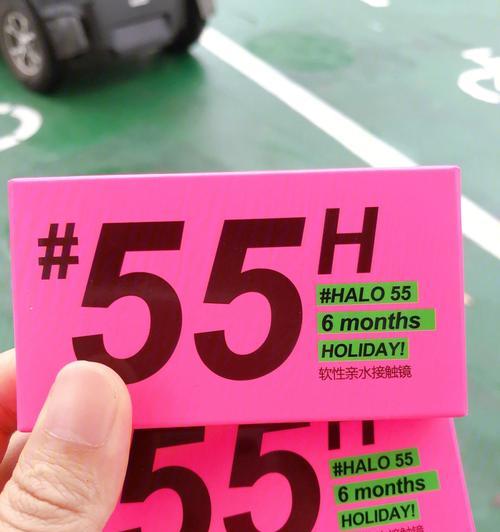 #55H
#HALO 55
6 months
HOLIDAY!
软性亲水接触镜
55H
#HALO 55
6 months
HOLIDAY!